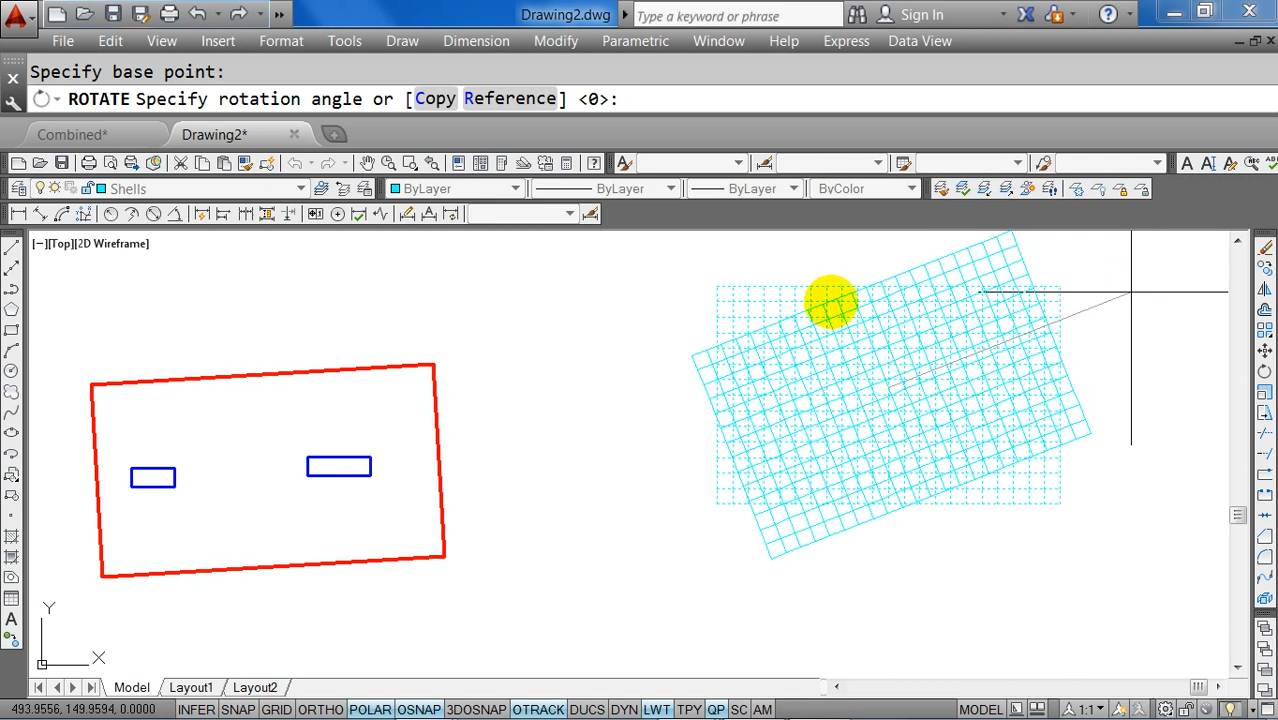 Drawing2.dwg Type a keyword or phrase Sign In
File Edit View Insert Format Tools Draw Dimension Modify Parametric Window Help Express Data View
Specify base point:
ROTATE Specify rotation angle or [Copy Reference] <0>:
Combined* Drawing2*
Shells ByLayer ByLayer ByLayer ByColor
[−][Top][2D Wireframe]
Y
X
Model Layout1 Layout2
493.9556, 149.9594, 0.0000 INFER SNAP GRID ORTHO POLAR OSNAP 3DOSNAP OTRACK DUCS DYN LWT TPY QP SC AM MODEL 1:1